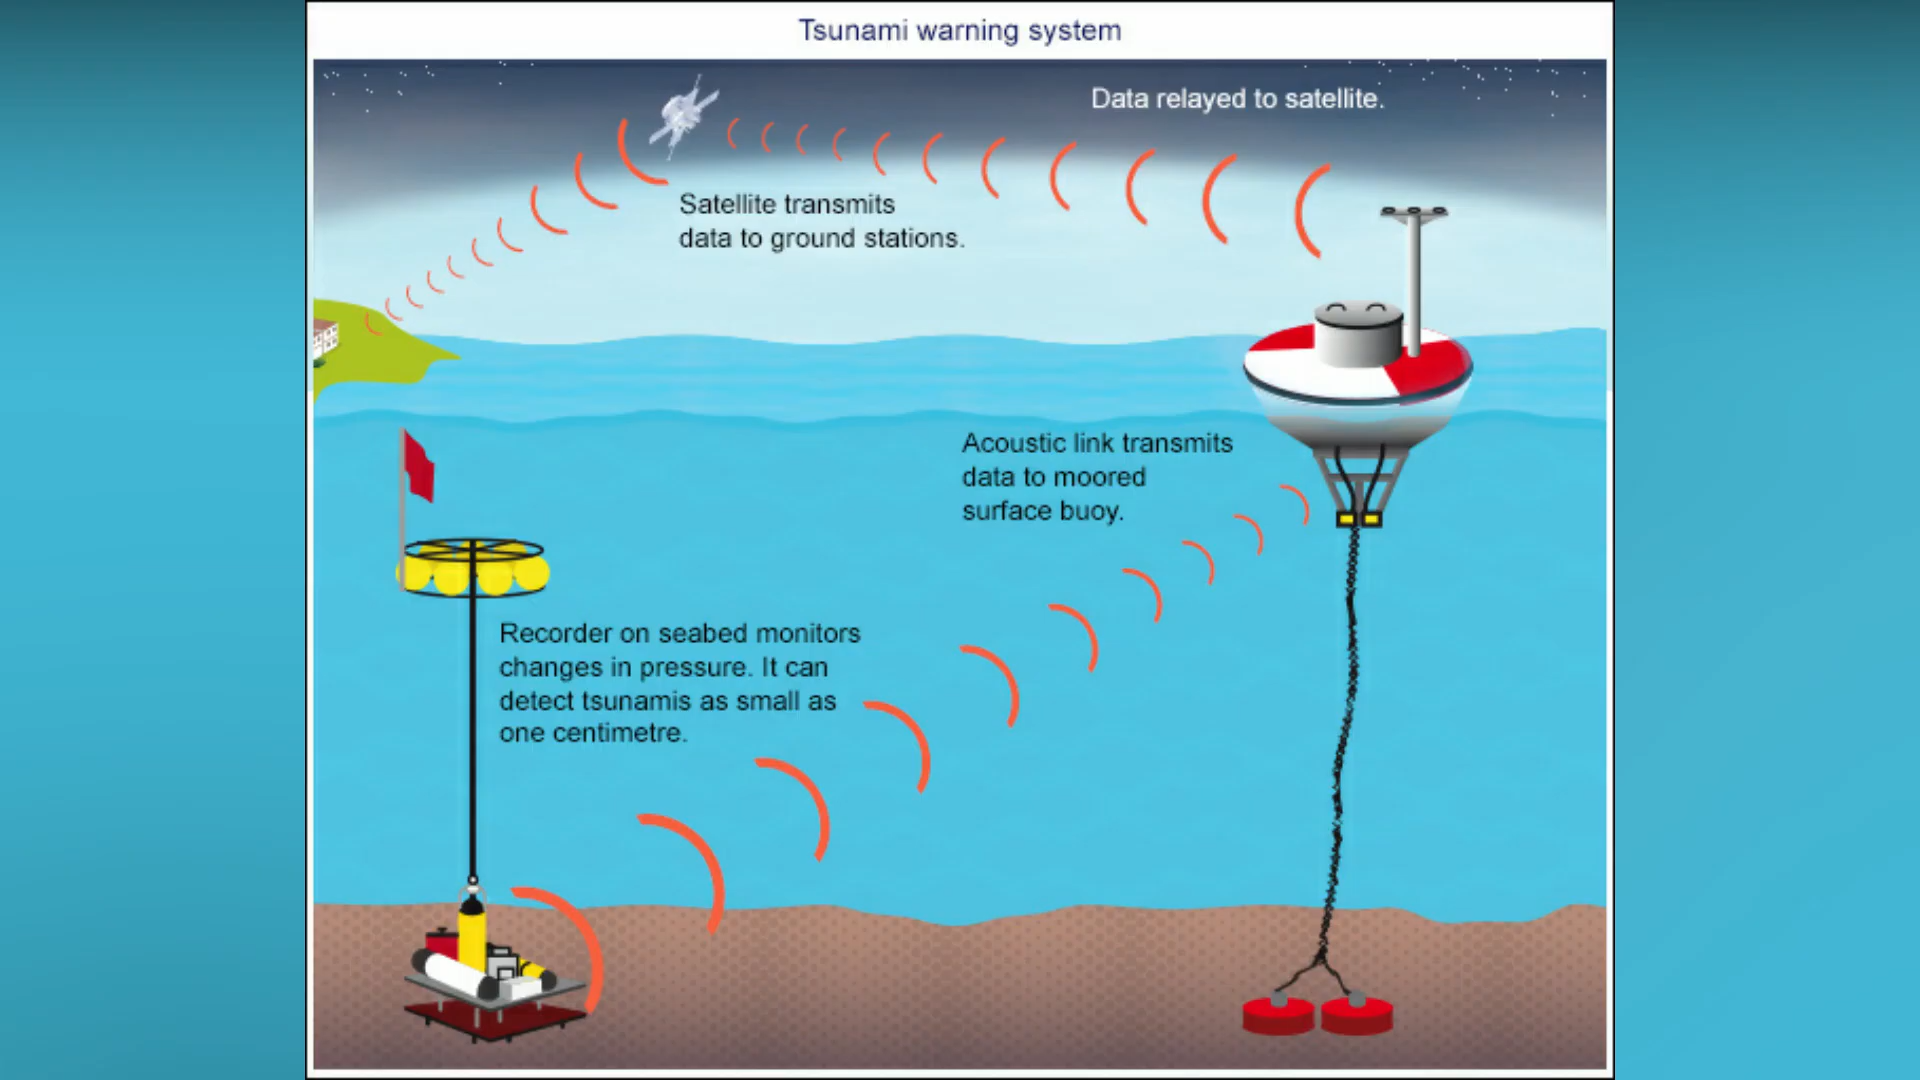 Tsunami warning system
Data relayed to satellite.
Satellite transmits
data to ground stations.
Acoustic link transmits
data to moored
surface buoy.
Recorder on seabed monitors
changes in pressure. It can
detect tsunamis as small as
one centimetre.